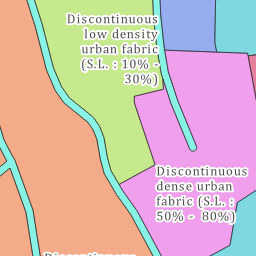 Discontinuous
low density
urban fabric
(S.L. : 10% -
30%)
Discontinuous
dense urban
fabric (S.L. :
50% - 80%)